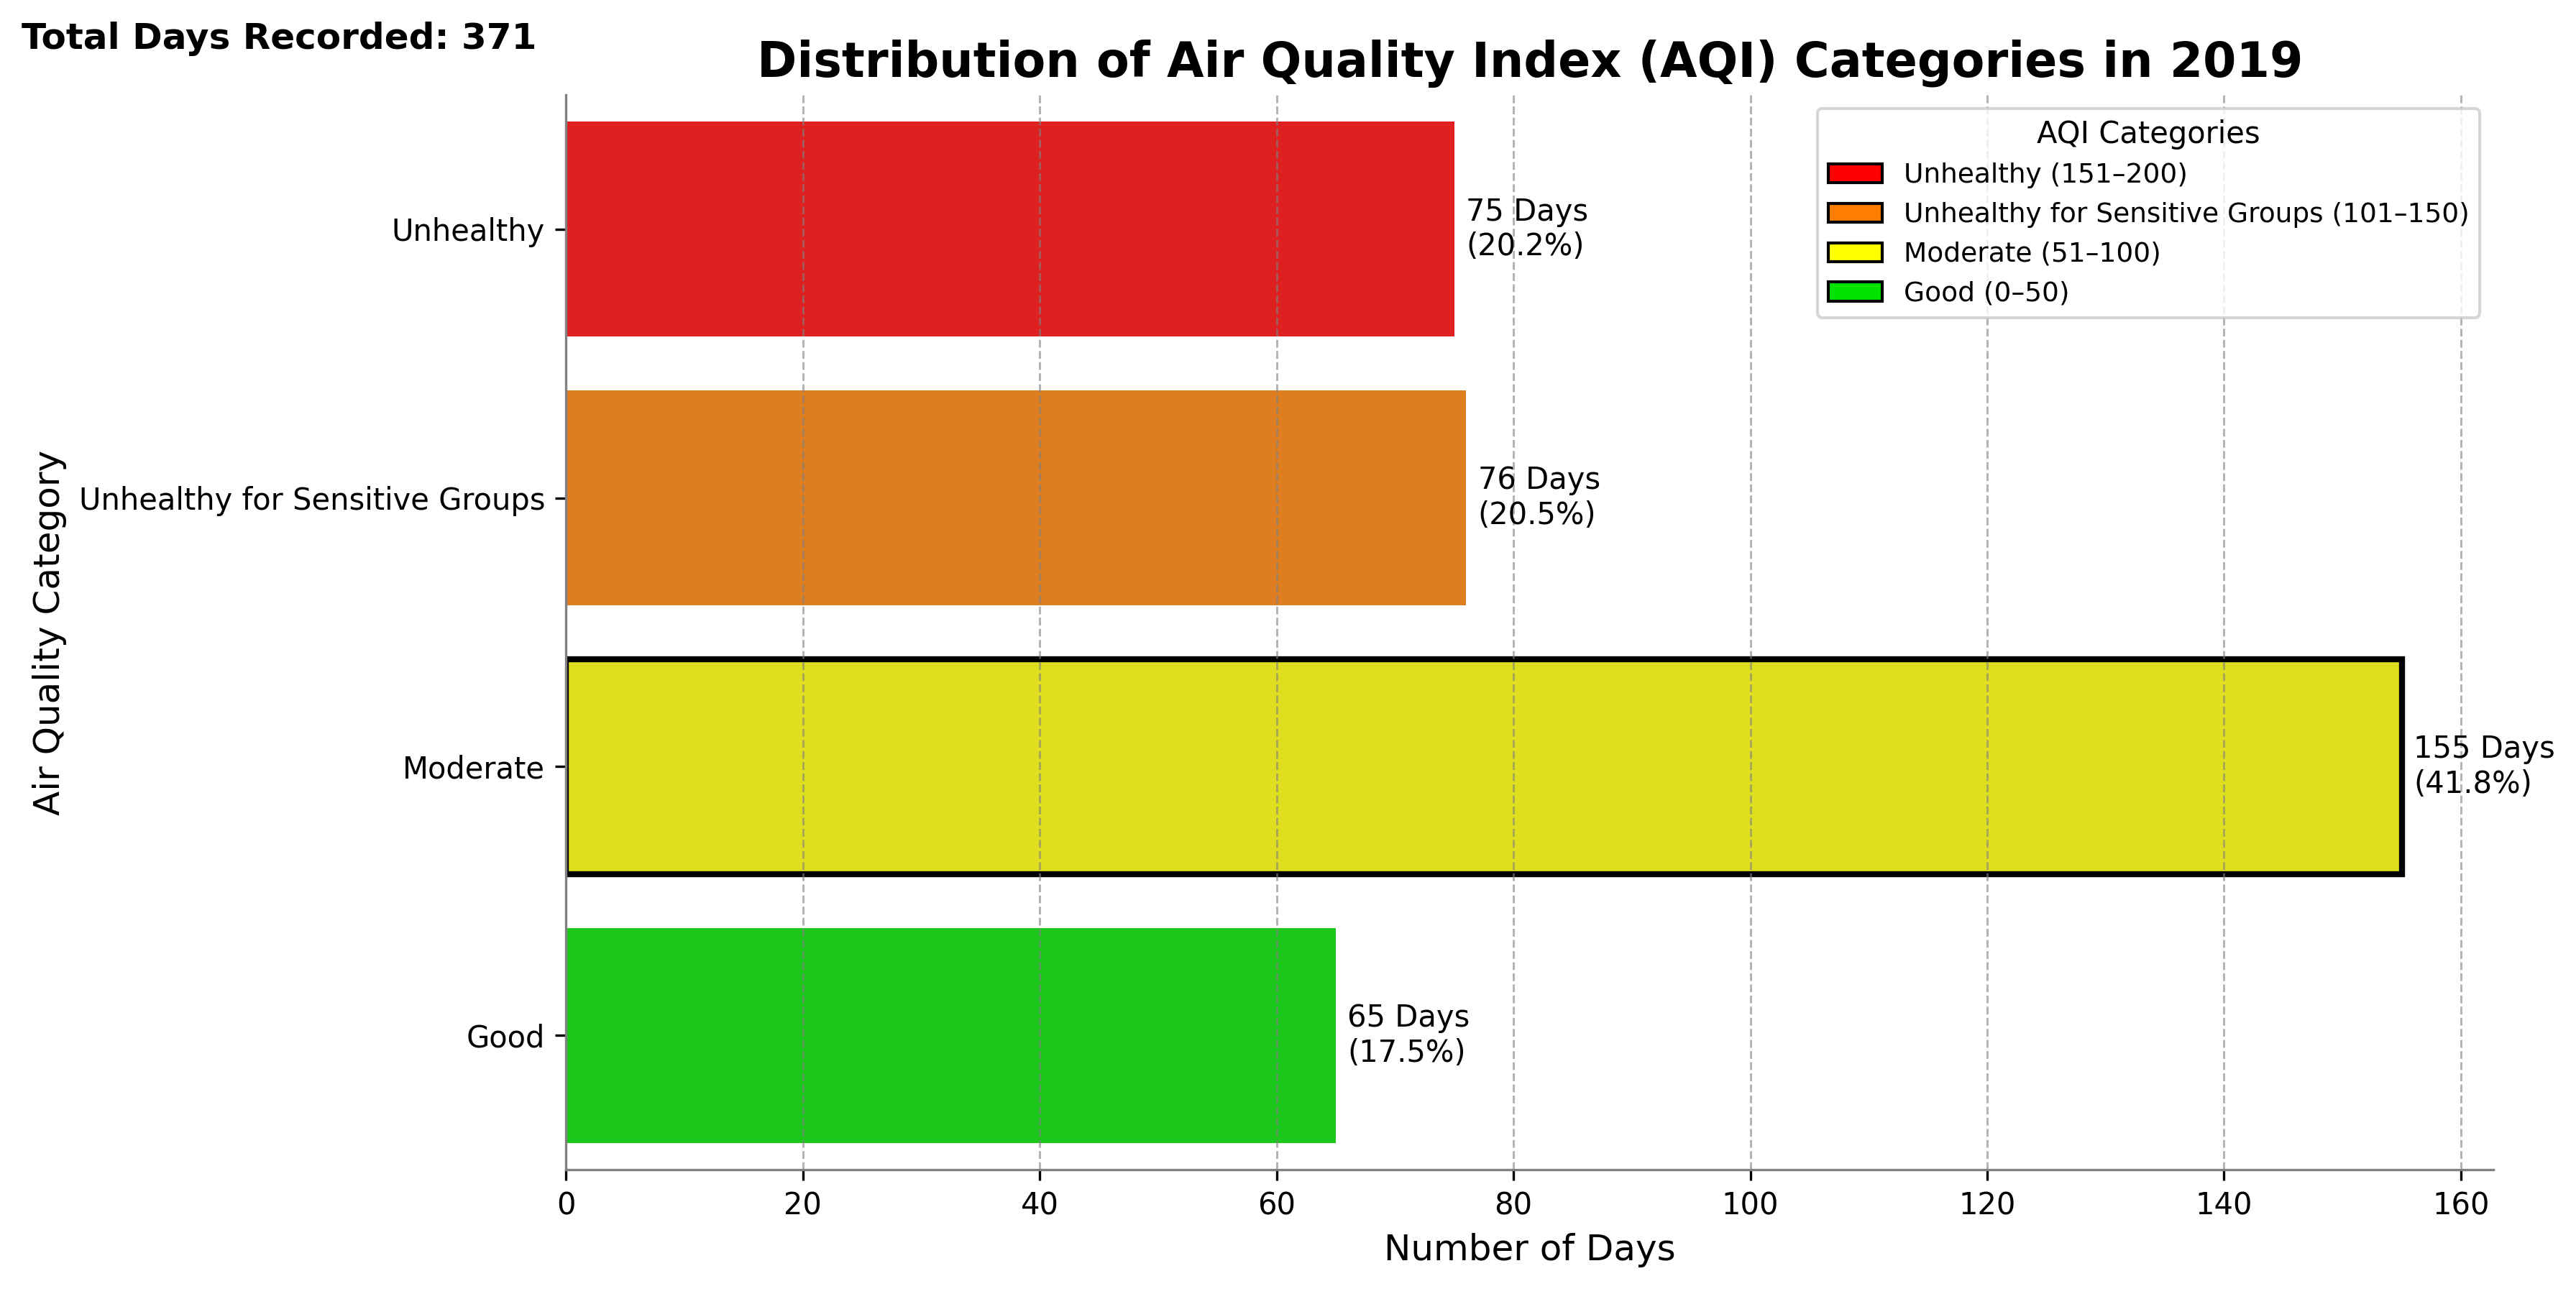 Total Days Recorded: 371
Distribution of Air Quality Index (AQI) Categories in 2019
AQI Categories
Unhealthy (151–200)
Unhealthy for Sensitive Groups (101–150)
Moderate (51–100)
Good (0–50)
Air Quality Category
Unhealthy
75 Days
(20.2%)
Unhealthy for Sensitive Groups
76 Days
(20.5%)
Moderate
155 Days
(41.8%)
Good
65 Days
(17.5%)
0 20 40 60 80 100 120 140 160
Number of Days